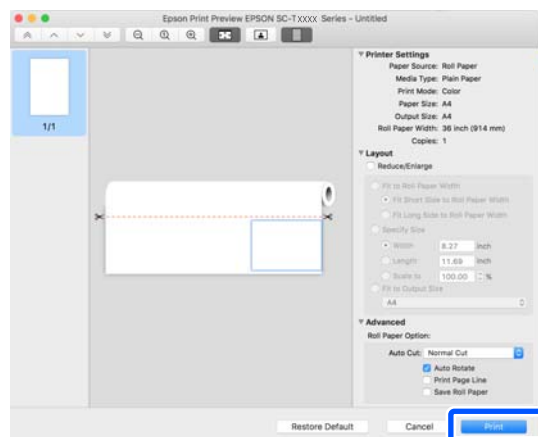 Epson Print Preview EPSON SC-TXXXX Series - Untitled
1/1
Printer Settings
Paper Source: Roll Paper
Media Type: Plain Paper
Print Mode: Color
Paper Size: A4
Output Size: A4
Roll Paper Width: 36 inch (914 mm)
Copies: 1
Layout
Reduce/Enlarge
Fit to Roll Paper Width
Fit Short Side to Roll Paper Width
Fit Long Side to Roll Paper Width
Specify Size
Width 8.27 inch
Length 11.69 inch
Scale to 100.00 %
Fit to Output Size
A4
Advanced
Roll Paper Option:
Auto Cut: Normal Cut
Auto Rotate
Print Page Line
Save Roll Paper
Restore Default Cancel Print